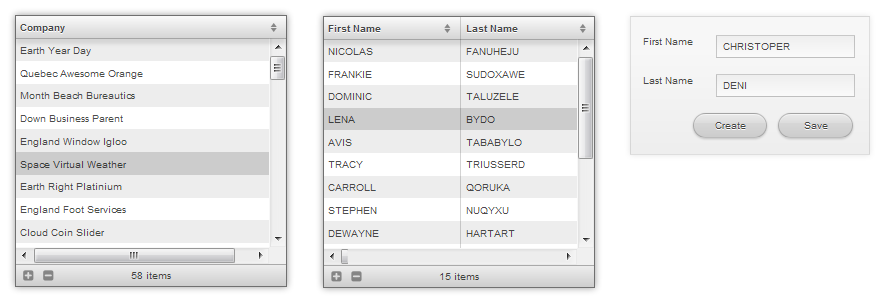 Company
Earth Year Day
Quebec Awesome Orange
Month Beach Bureautics
Down Business Parent
England Window Igloo
Space Virtual Weather
Earth Right Platinium
England Foot Services
Cloud Coin Slider
58 items
First Name Last Name
NICOLAS FANUHEJU
FRANKIE SUDOXAWE
DOMINIC TALUZELE
LENA BYDO
AVIS TABABYLO
TRACY TRIUSSERD
CARROLL QORUKA
STEPHEN NUQYXU
DEWAYNE HARTART
15 items
First Name CHRISTOPER
Last Name DENI
Create Save